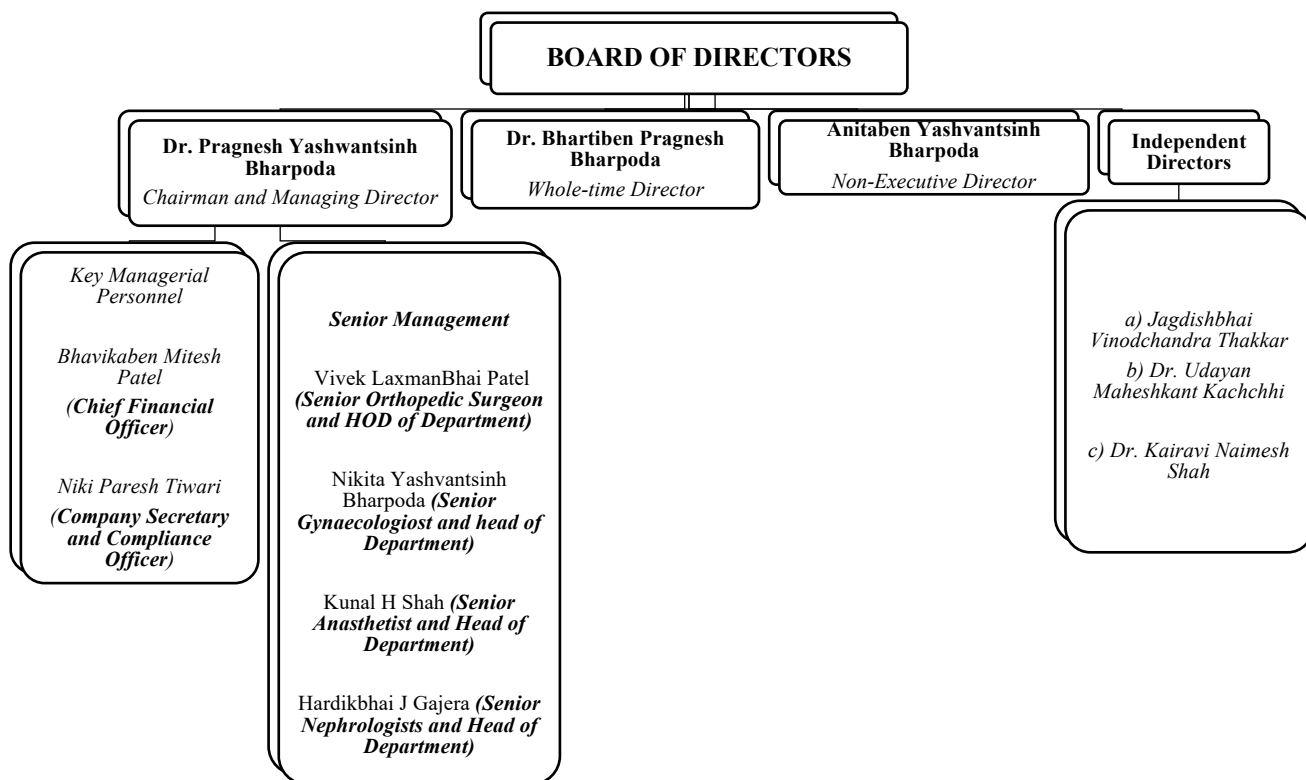 BOARD OF DIRECTORS
Dr. Pragnesh Yashwantsinh
Bharpoda
Chairman and Managing Director
Dr. Bhartiben Pragnesh
Bharpoda
Whole-time Director
Anitaben Yashvantsinh
Bharpoda
Non-Executive Director
Independent
Directors
Key Managerial
Personnel
Bhavikaben Mitesh
Patel
(Chief Financial
Officer)
Niki Paresh Tiwari
(Company Secretary
and Compliance
Officer)
Senior Management
Vivek LaxmanBhai Patel
(Senior Orthopedic Surgeon
and HOD of Department)
Nikita Yashvantsinh
Bharpoda (Senior
Gynaecologiost and head of
Department)
Kunal H Shah (Senior
Anasthetist and Head of
Department)
Hardikbhai J Gajera (Senior
Nephrologists and Head of
Department)
a) Jagdishbhai
Vinodchandra Thakkar
b) Dr. Udayan
Maheshkant Kachchhi
c) Dr. Kairavi Naimesh
Shah